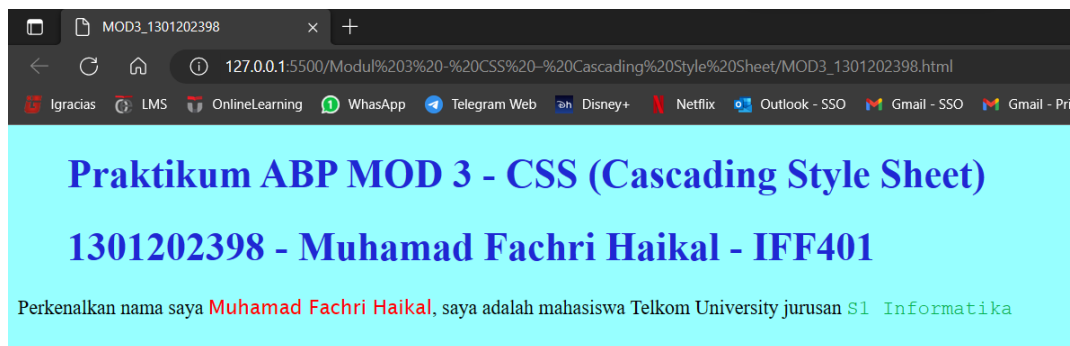 MOD3_1301202398
127.0.0.1:5500/Modul%203%20-%20CSS%20–%20Cascading%20Style%20Sheet/MOD3_1301202398.html
Igracias LMS OnlineLearning WhasApp Telegram Web Disney+ Netflix Outlook - SSO Gmail - SSO Gmail - Pri
Praktikum ABP MOD 3 - CSS (Cascading Style Sheet)
1301202398 - Muhamad Fachri Haikal - IFF401
Perkenalkan nama saya Muhamad Fachri Haikal, saya adalah mahasiswa Telkom University jurusan S1 Informatika